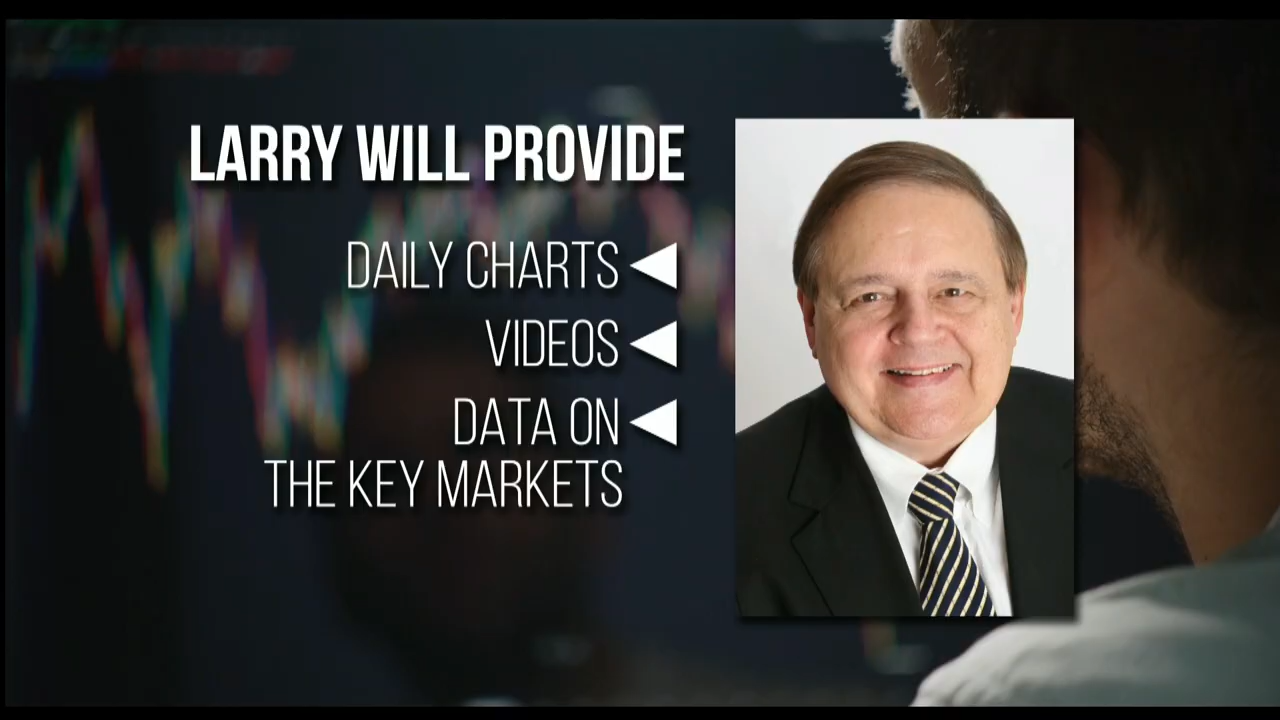 LARRY WILL PROVIDE
DAILY CHARTS
VIDEOS
DATA ON
THE KEY MARKETS